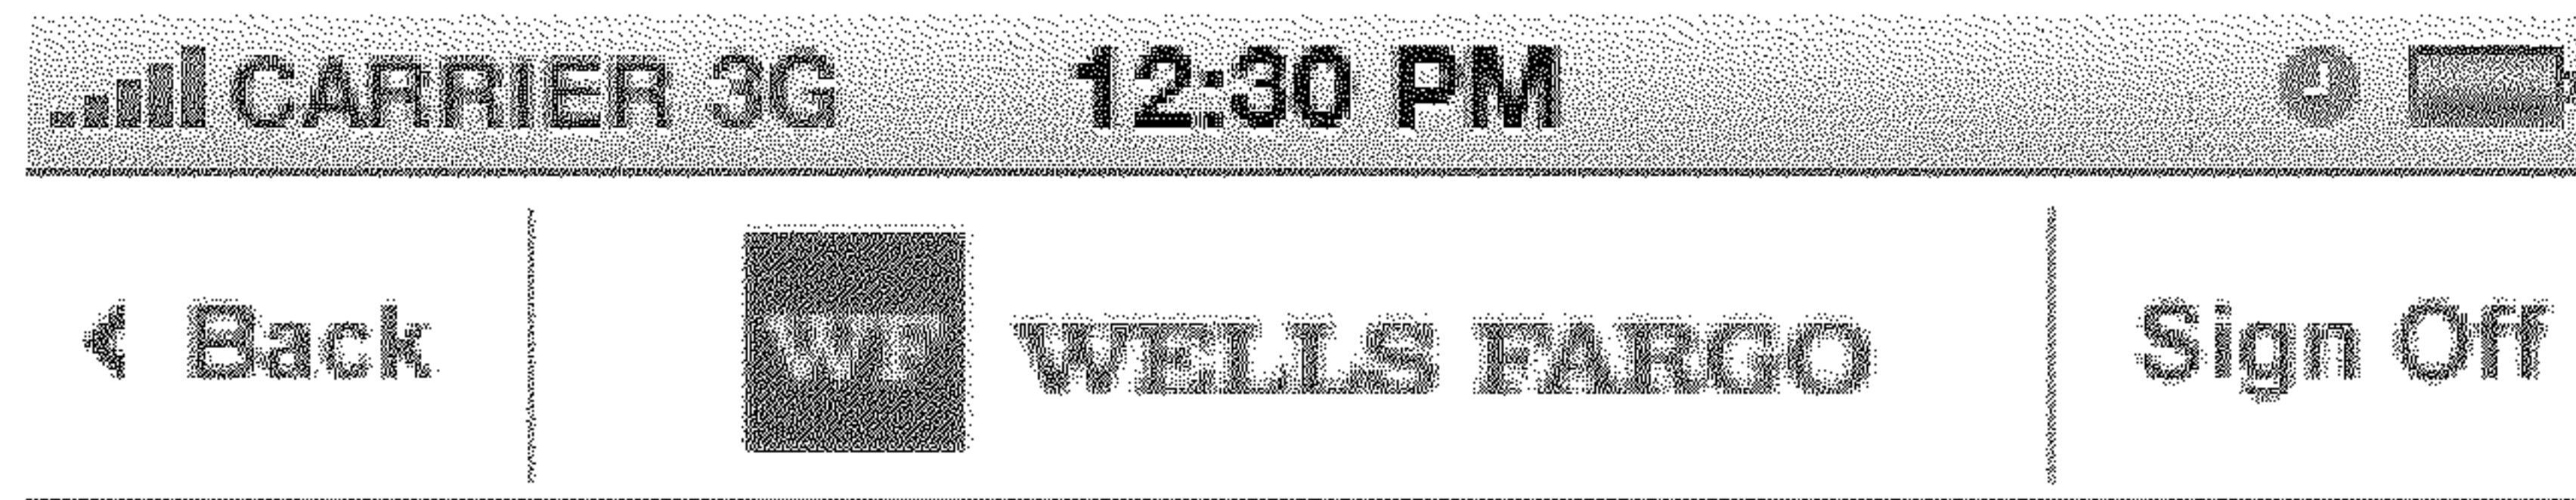 CARRIER 3G 12:30 PM
Back WF WELLS FARGO Sign Off